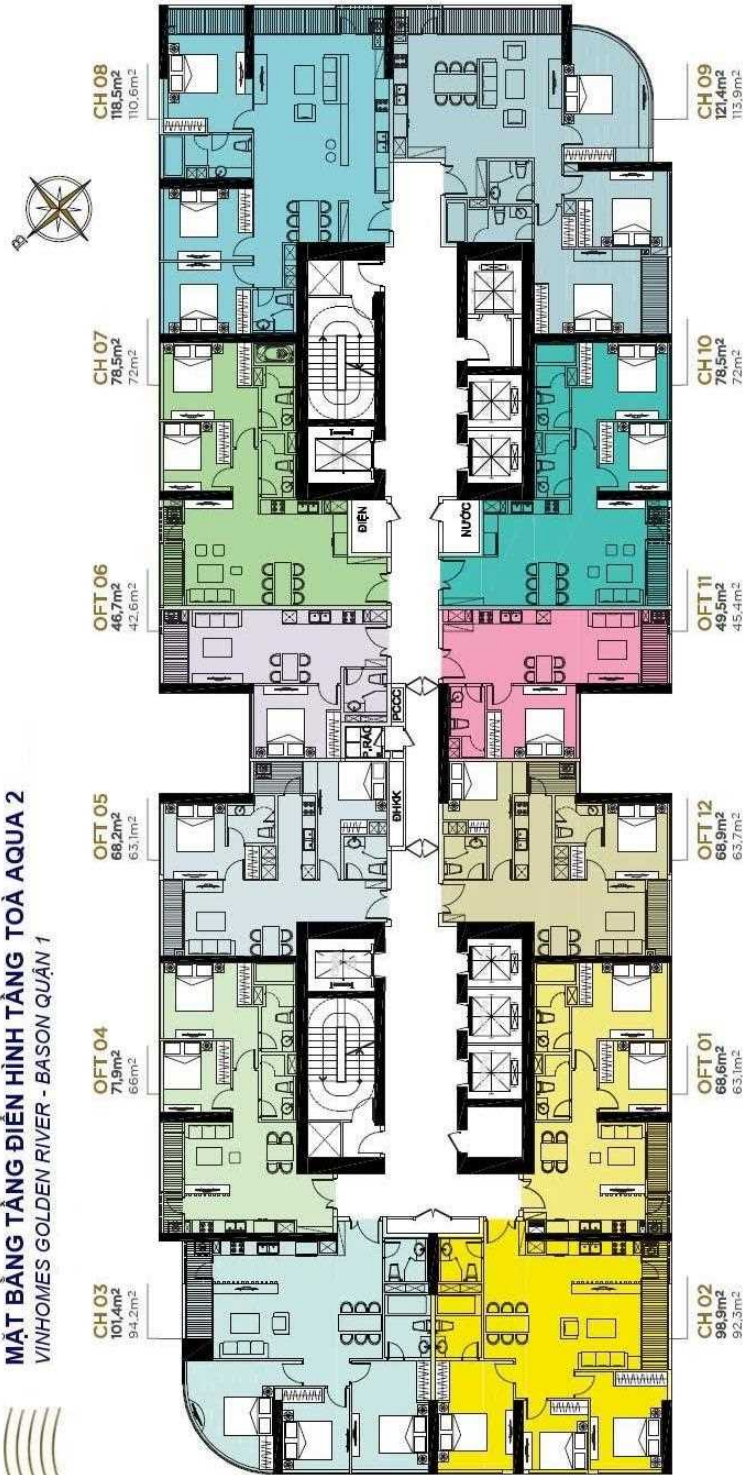 MẶT BẰNG TẦNG ĐIỂN HÌNH TẦNG TOÀ AQUA 2
VINHOMES GOLDEN RIVER - BASON QUẬN 1
CH 03
101,4m²
94,2m²
OFT 04
71,9m²
66m²
OFT 05
68,2m²
63,1m²
OFT 06
46,7m²
42,6m²
CH 07
78,5m²
72m²
CH 08
118,5m²
110,6m²
B
ĐHKK
P.RÁC
PCCC
ĐIỆN
NƯỚC
CH 02
98,9m²
92,3m²
OFT 01
68,6m²
63,1m²
OFT 12
68,9m²
63,7m²
OFT 11
49,5m²
45,4m²
CH 10
78,5m²
72m²
CH 09
121,4m²
113,9m²